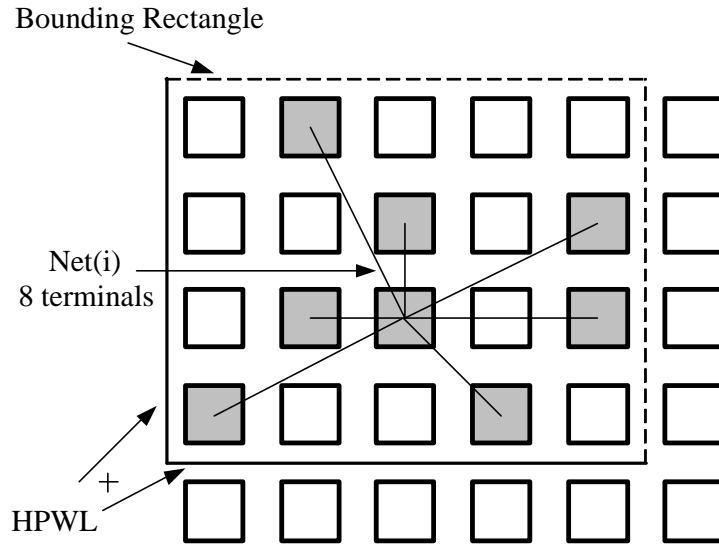 Bounding Rectangle
Net(i)
8 terminals
+
HPWL